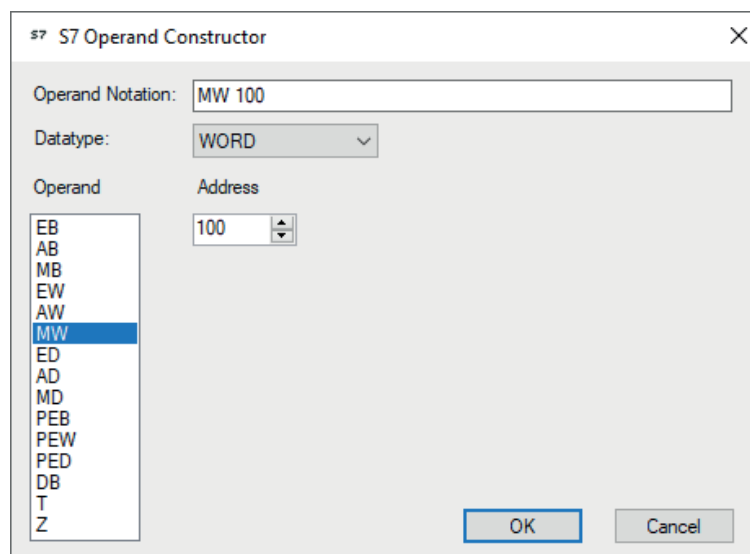 S7 S7 Operand Constructor
Operand Notation: MW 100
Datatype: WORD
Operand Address
100
EB
AB
MB
EW
AW
MW
ED
AD
MD
PEB
PEW
PED
DB
T
Z
OK Cancel